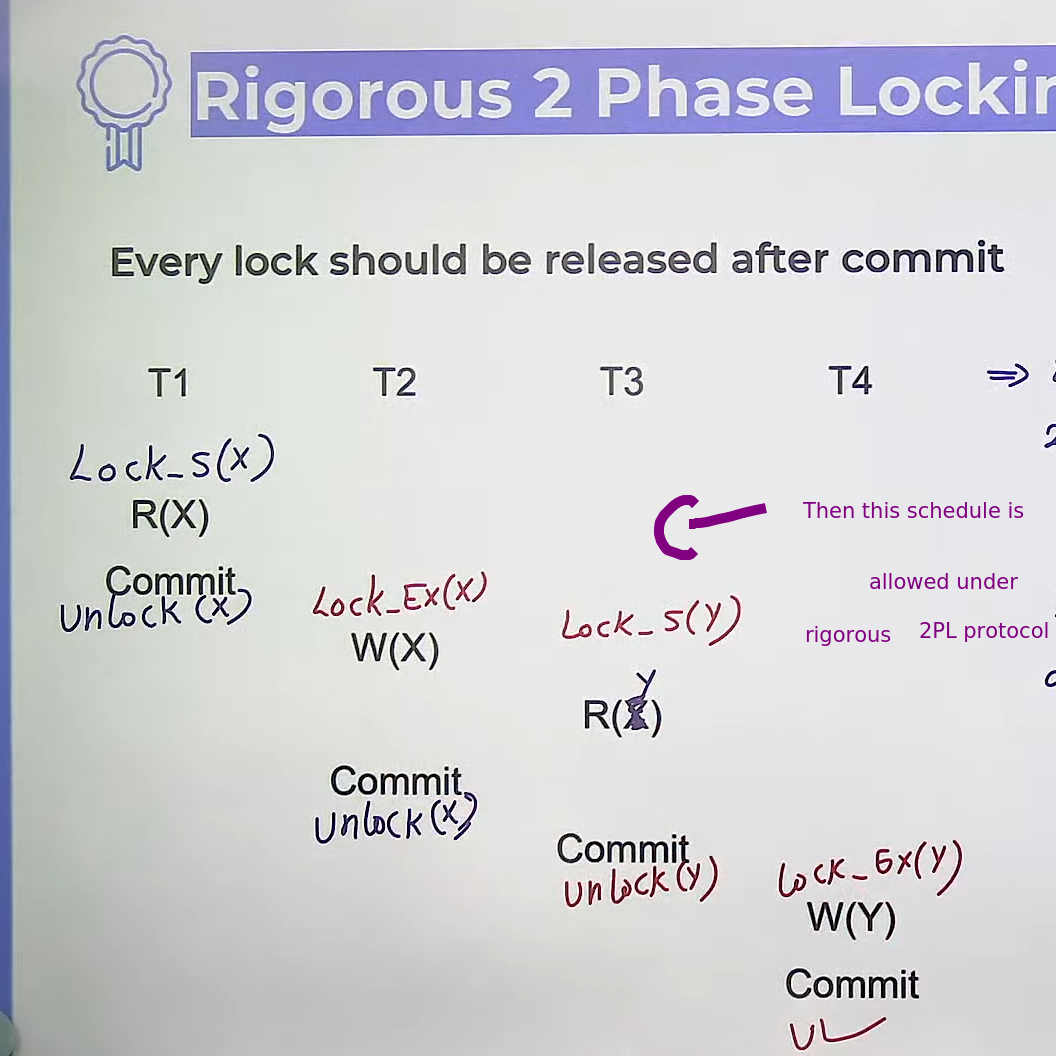 Rigorous 2 Phase Lockin
Every lock should be released after commit
T1 T2 T3 T4 ⇒
Lock_S(X)
R(X)
Then this schedule is
allowed under
rigorous 2PL protocol
Commit
Unlock (X)
Lock_Ex(X)
W(X)
Lock_S(Y)
Y
R(X)
Commit
Unlock(X)
Commit
Unlock(Y)
Lock_Ex(Y)
W(Y)
Commit
UL